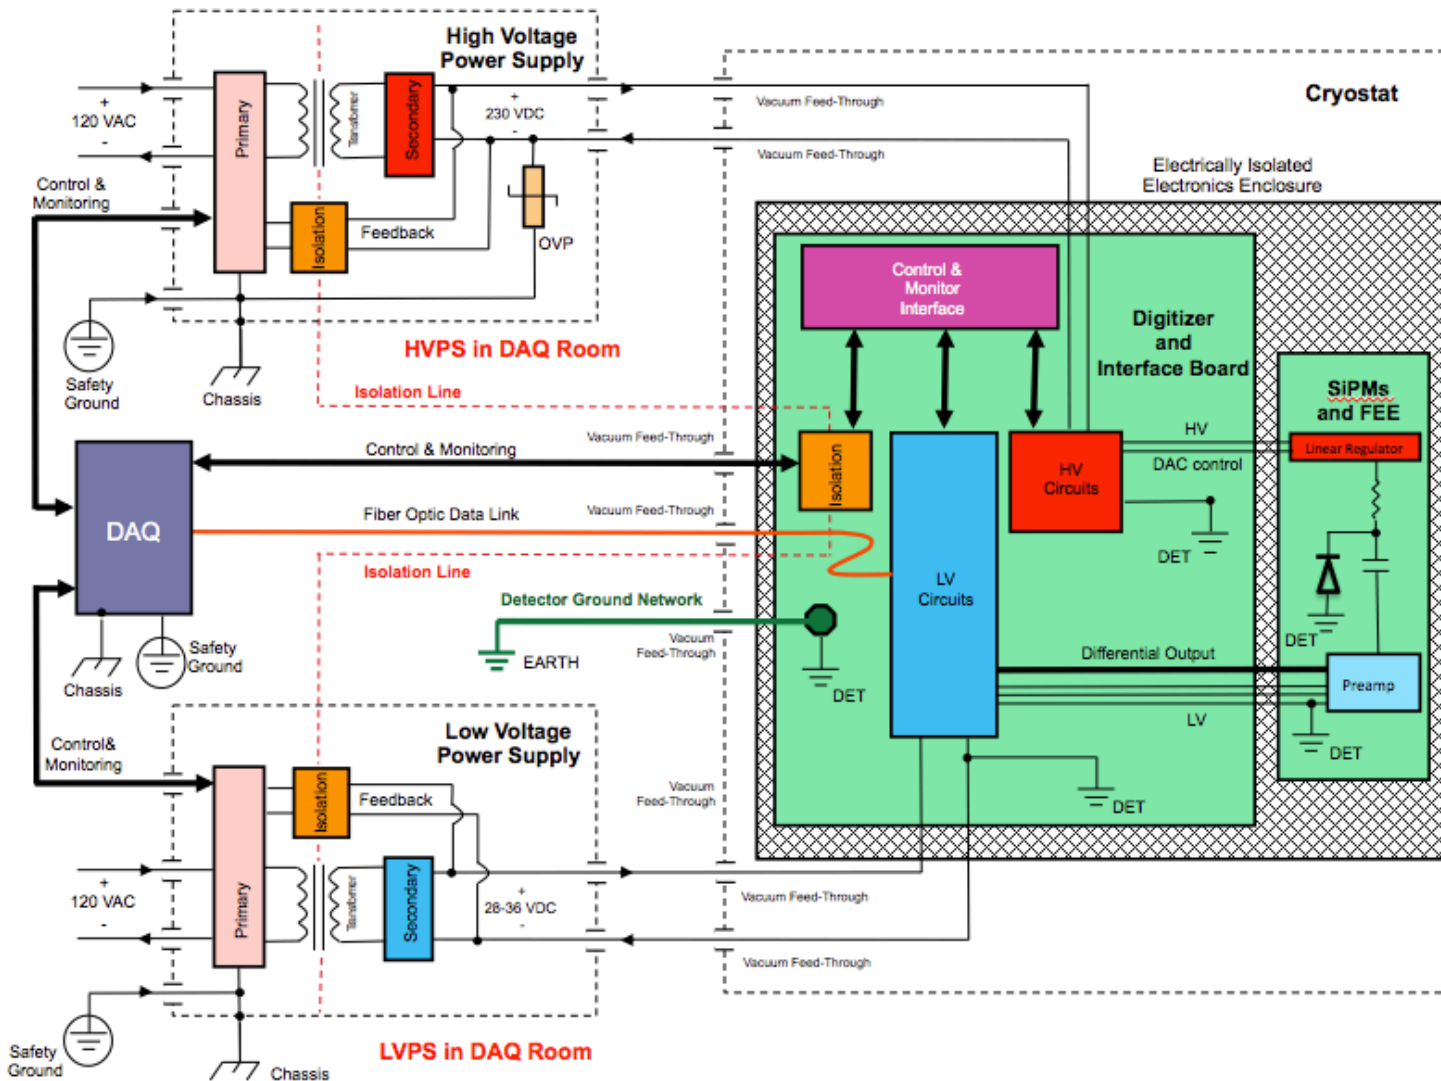 High Voltage
Power Supply
Cryostat
+
120 VAC
-
Primary
Transformer
Secondary
+
230 VDC
-
Vacuum Feed-Through
Vacuum Feed-Through
Electrically Isolated
Electronics Enclosure
Control &
Monitoring
Isolation
Feedback
OVP
Control &
Monitor
Interface
Digitizer
and
Interface Board
Safety
Ground
Chassis
HVPS in DAQ Room
Isolation Line
SiPMs
and FEE
Vacuum Feed-Through
Control & Monitoring
Isolation
HV
Circuits
HV
DAC control
Linear Regulator
DAQ
Fiber Optic Data Link
Vacuum Feed-Through
DET
Isolation Line
LV
Circuits
Detector Ground Network
EARTH
Vacuum
Feed-Through
DET
DET
Differential Output
Preamp
LV
DET
Safety
Ground
Chassis
Low Voltage
Power Supply
Control&
Monitoring
Isolation
Feedback
Vacuum
Feed-Through
DET
+
120 VAC
-
Primary
Transformer
Secondary
+
28-36 VDC
-
Vacuum Feed-Through
Vacuum Feed-Through
Safety
Ground
Chassis
LVPS in DAQ Room